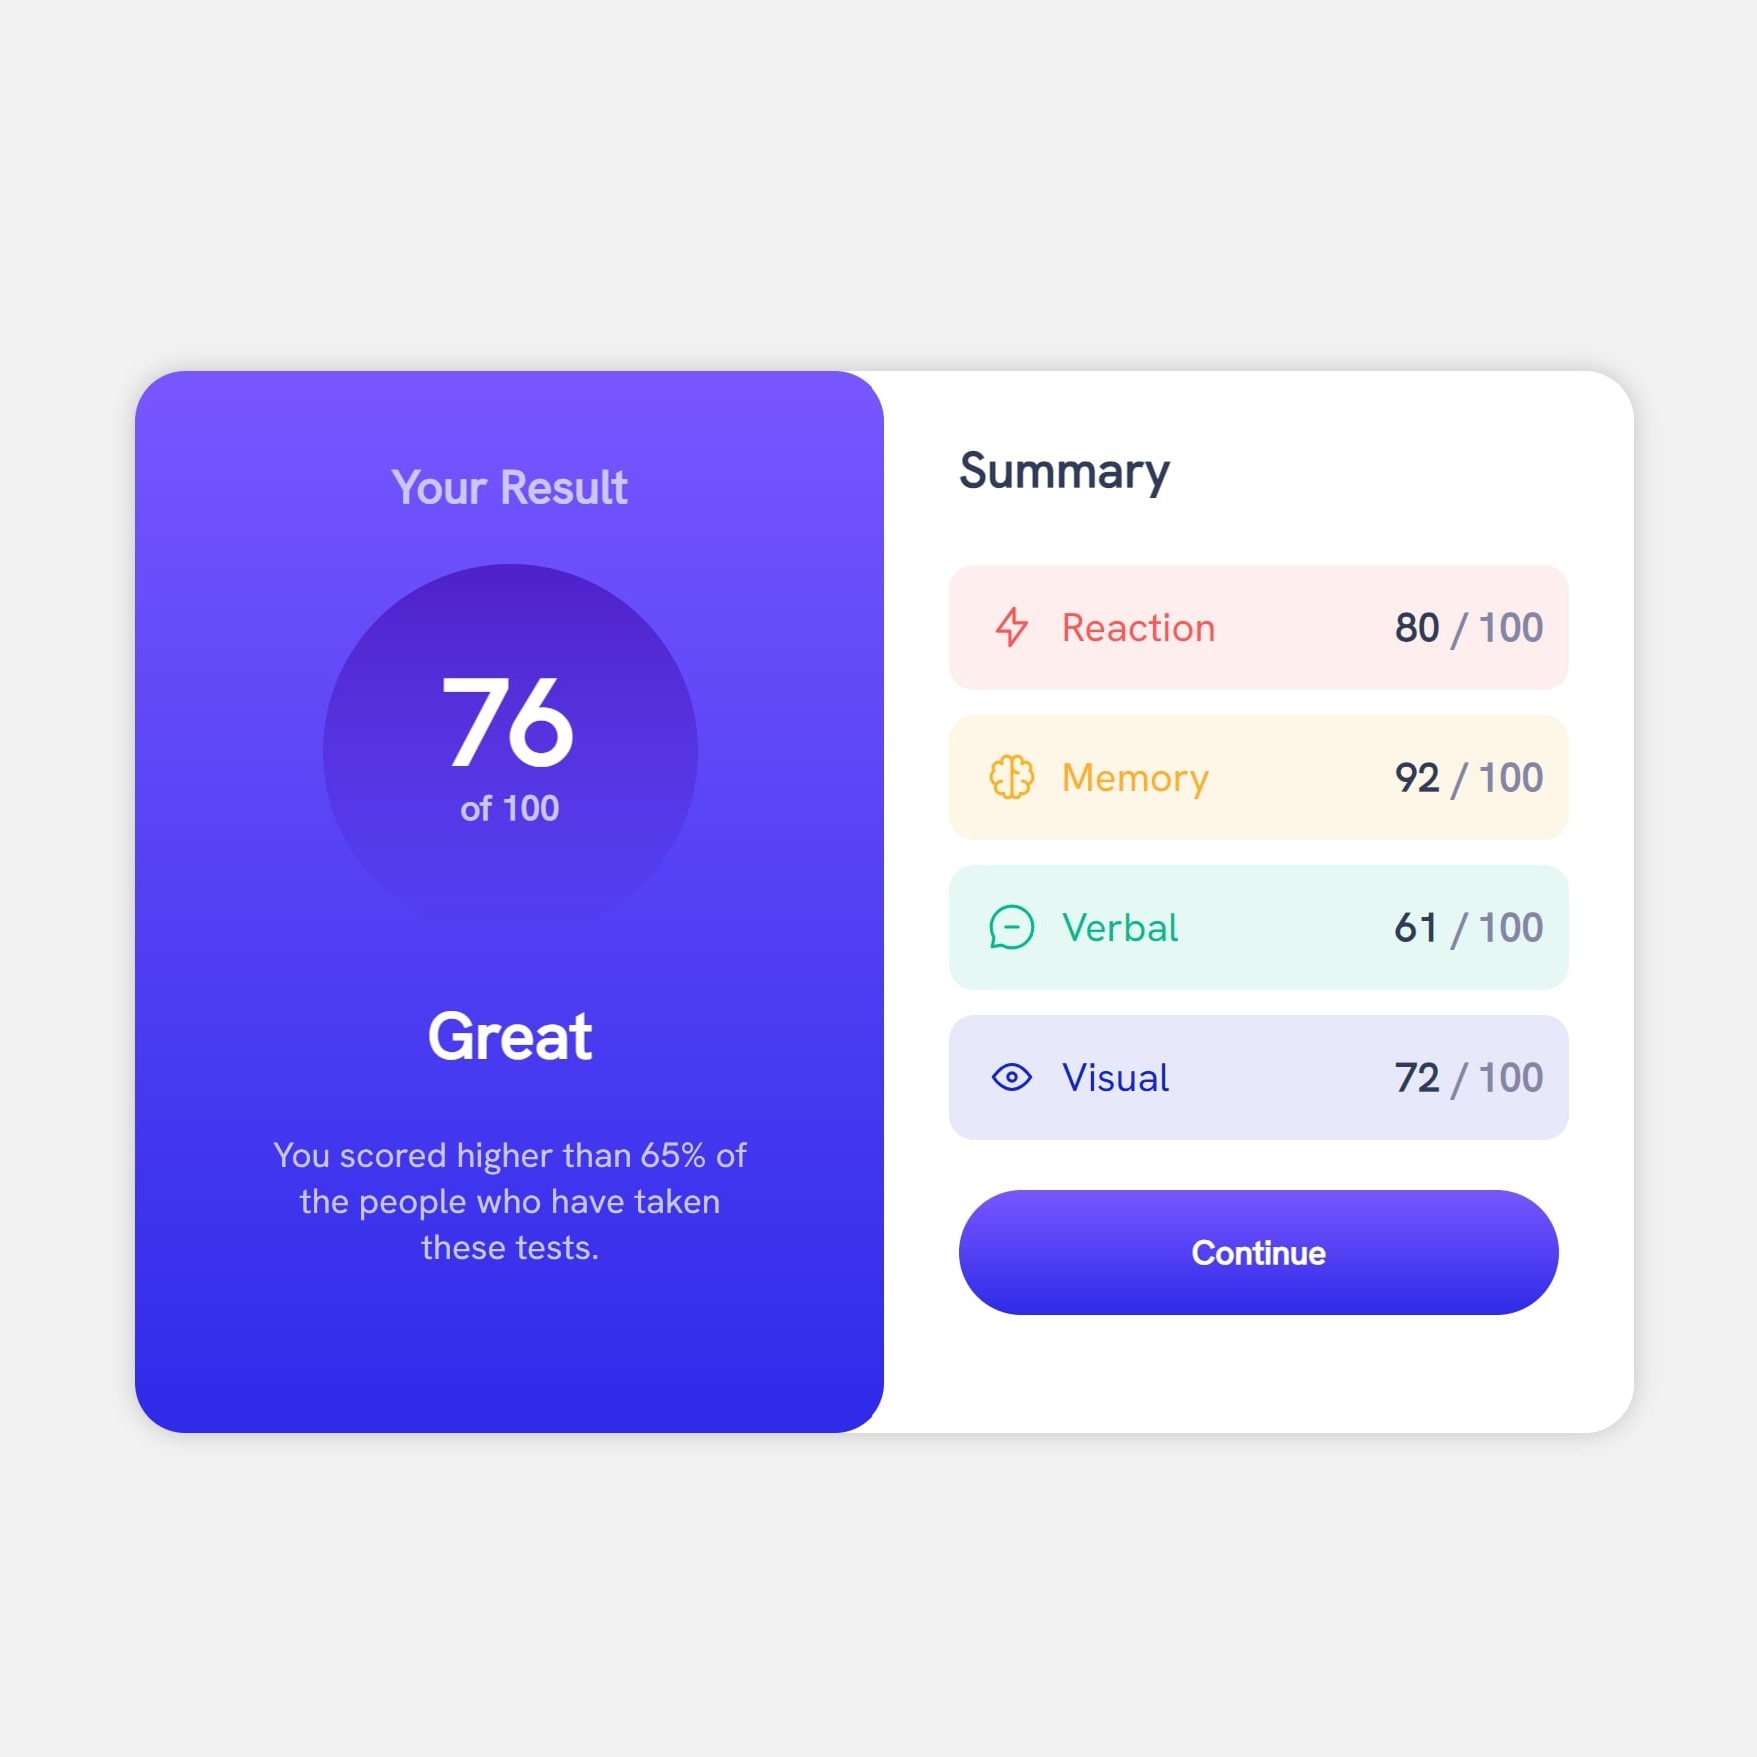 Your Result
76
of 100
Great
You scored higher than 65% of
the people who have taken
these tests.
Summary
Reaction 80 / 100
Memory 92 / 100
Verbal 61 / 100
Visual 72 / 100
Continue